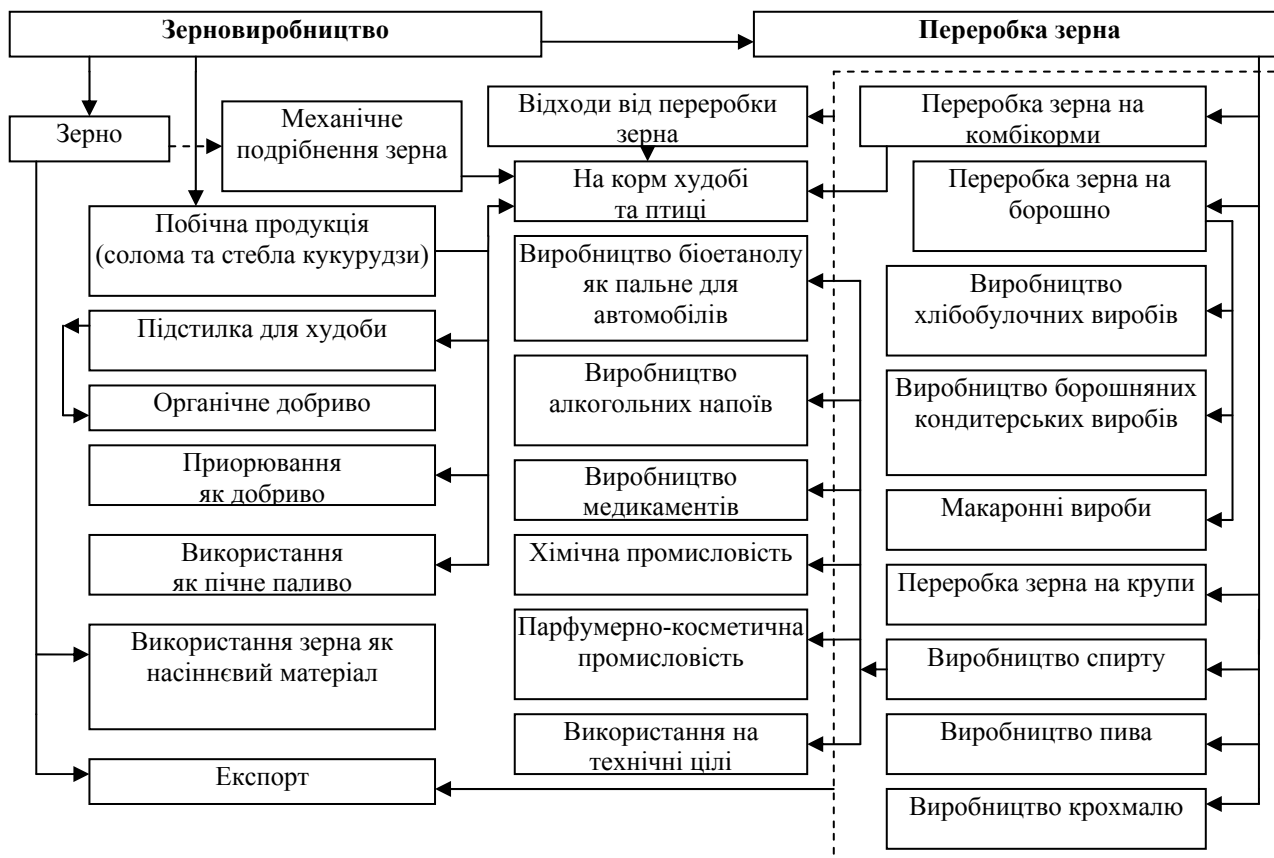 Зерновиробництво
Переробка зерна
Зерно
Механічне
подрібнення зерна
Відходи від переробки
зерна
Переробка зерна на
комбікорми
На корм худобі
та птиці
Переробка зерна на
борошно
Побічна продукція
(солома та стебла кукурудзи)
Виробництво біоетанолу
як пальне для
автомобілів
Виробництво
хлібобулочних виробів
Підстилка для худоби
Органічне добриво
Виробництво
алкогольних напоїв
Виробництво борошняних
кондитерських виробів
Приорювання
як добриво
Виробництво
медикаментів
Макаронні вироби
Використання
як пічне паливо
Хімічна промисловість
Переробка зерна на крупи
Використання зерна як
насіннєвий матеріал
Парфумерно-косметична
промисловість
Виробництво спирту
Використання на
технічні цілі
Виробництво пива
Експорт
Виробництво крохмалю